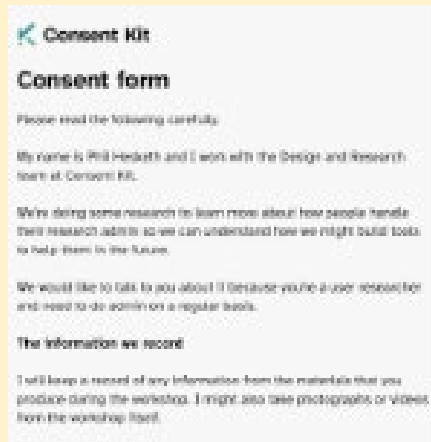 Consent Kit
Consent form
Please read the following carefully.
My name is Phil Hesketh and I work with the Design and Research
team at Consent Kit.
We're doing some research to learn more about how people handle
their research admin so we can understand how we might build tools
to help them in the future.
We would like to talk to you about it because you're a user researcher
and need to do admin on a regular basis.
The information we record
I will keep a record of any information from the materials that you
produce during the workshop. I might also take photographs or videos
from the workshop itself.